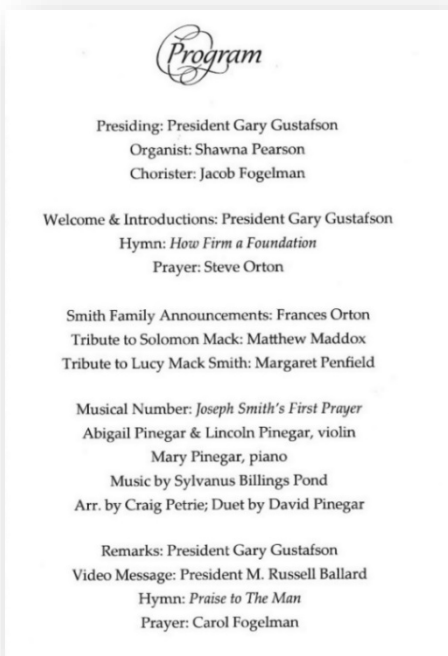 Program
Presiding: President Gary Gustafson
Organist: Shawna Pearson
Chorister: Jacob Fogelman
Welcome & Introductions: President Gary Gustafson
Hymn: How Firm a Foundation
Prayer: Steve Orton
Smith Family Announcements: Frances Orton
Tribute to Solomon Mack: Matthew Maddox
Tribute to Lucy Mack Smith: Margaret Penfield
Musical Number: Joseph Smith's First Prayer
Abigail Pinegar & Lincoln Pinegar, violin
Mary Pinegar, piano
Music by Sylvanus Billings Pond
Arr. by Craig Petrie; Duet by David Pinegar
Remarks: President Gary Gustafson
Video Message: President M. Russell Ballard
Hymn: Praise to The Man
Prayer: Carol Fogelman